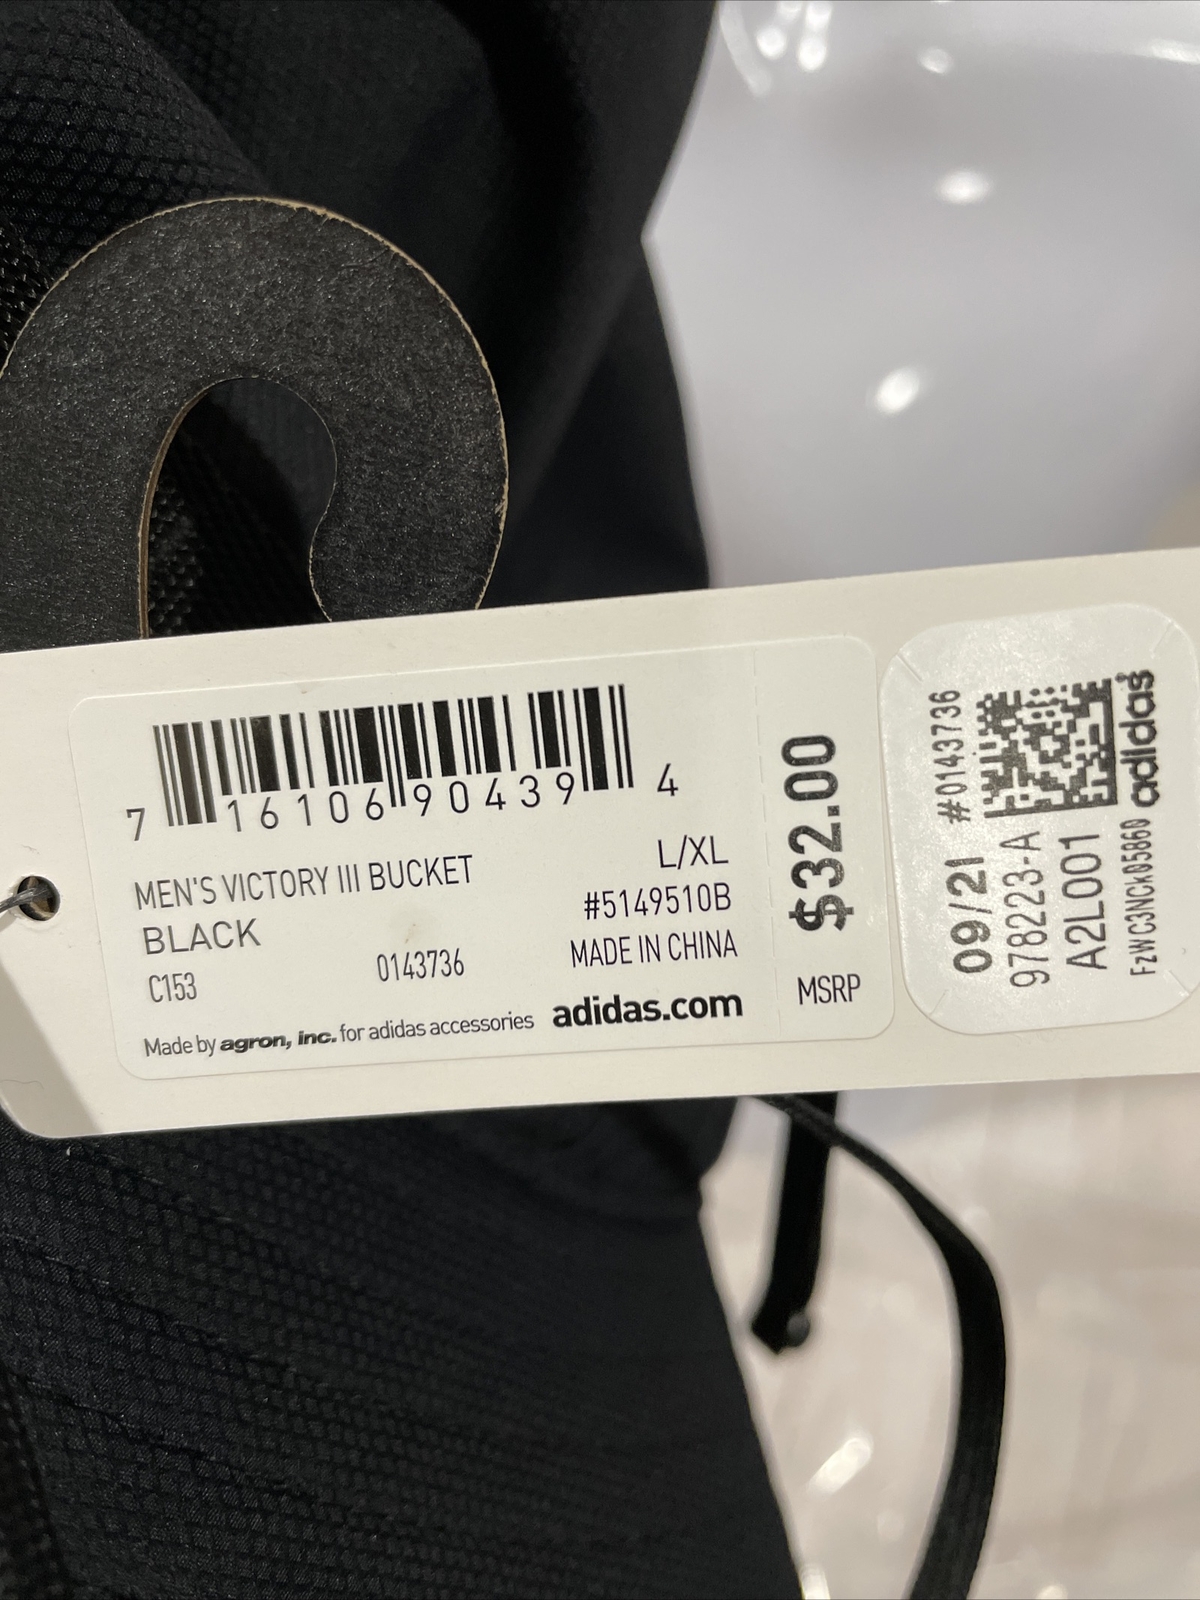 7 16106 90439 4
MEN'S VICTORY III BUCKET
BLACK
C153
0143736
L/XL
#5149510B
MADE IN CHINA
Made by agron, inc. for adidas accessories
adidas.com
$32.00
MSRP
09/21 #0143736
978223-A
A2L001
FzWC3NCk05860
adidas